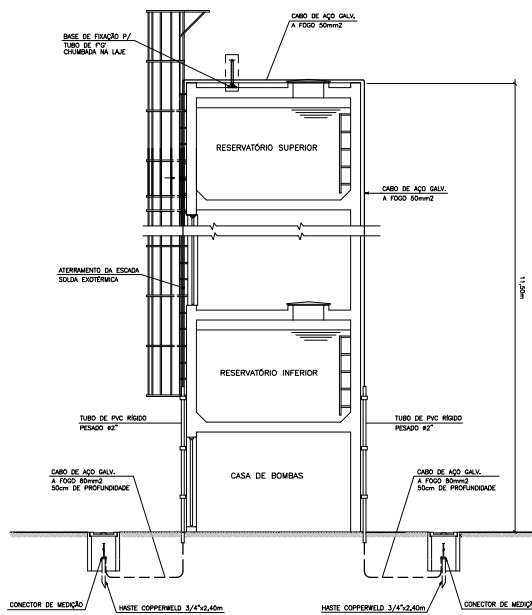 CABO DE AÇO GALV.
A FOGO 50mm2
BASE DE FIXAÇÃO P/
TUBO DE FºGº
CHUMBADA NA LAJE
RESERVATÓRIO SUPERIOR
CABO DE AÇO GALV.
A FOGO 50mm2
11,50m
ATERRAMENTO DA ESCADA
SOLDA EXOTÉRMICA
RESERVATÓRIO INFERIOR
TUBO DE PVC RÍGIDO
PESADO ø2"
TUBO DE PVC RÍGIDO
PESADO ø2"
CABO DE AÇO GALV.
A FOGO 80mm2
50cm DE PROFUNDIDADE
CASA DE BOMBAS
CABO DE AÇO GALV.
A FOGO 80mm2
50cm DE PROFUNDIDADE
CONECTOR DE MEDIÇÃO
HASTE COPPERWELD 3/4"x2,40m
HASTE COPPERWELD 3/4"x2,40m
CONECTOR DE MEDIÇ